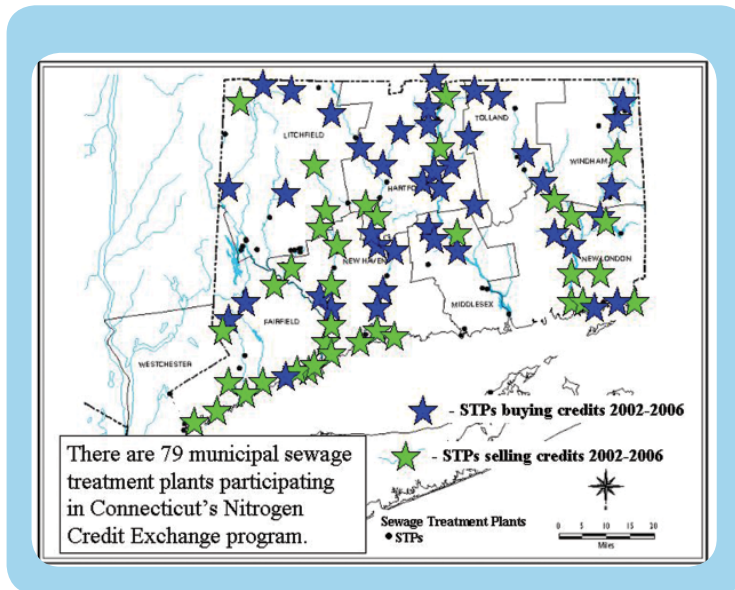 LITCHFIELD
TOLLAND
WINDHAM
HARTFO
NEW HAVEN
NEW LONDON
MIDDLESEX
FAIRFIELD
WESTCHESTER
- STPs buying credits 2002-2006
- STPs selling credits 2002-2006
There are 79 municipal sewage
treatment plants participating
in Connecticut's Nitrogen
Credit Exchange program.
Sewage Treatment Plants
STPs
0 5 10 15 20
Miles